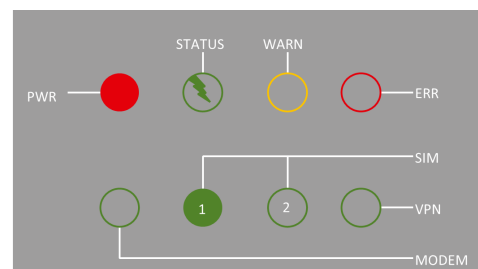 STATUS WARN
PWR ERR
SIM
1 2 VPN
MODEM